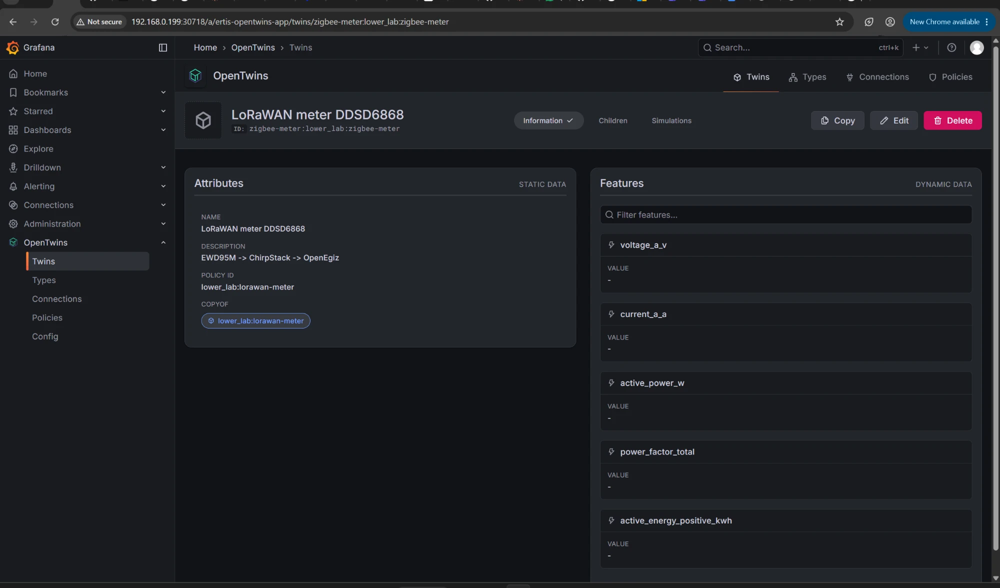 Not secure
192.168.0.199:30718/a/ertis-opentwins-app/twins/zigbee-meter:lower_lab:zigbee-meter
New Chrome available
Grafana
Home › OpenTwins › Twins
Search...
ctrl+k
Home
Bookmarks
Starred
Dashboards
Explore
Drilldown
Alerting
Connections
Administration
OpenTwins
Twins
Types
Connections
Policies
Config
OpenTwins
Twins
Types
Connections
Policies
LoRaWAN meter DDSD6868
ID: zigbee-meter:lower_lab:zigbee-meter
Information
Children
Simulations
Copy
Edit
Delete
Attributes
STATIC DATA
NAME
LoRaWAN meter DDSD6868
DESCRIPTION
EWD95M -> ChirpStack -> OpenEgiz
POLICY ID
lower_lab:lorawan-meter
COPYOF
lower_lab:lorawan-meter
Features
DYNAMIC DATA
Filter features...
voltage_a_v
VALUE
-
current_a_a
VALUE
-
active_power_w
VALUE
-
power_factor_total
VALUE
-
active_energy_positive_kwh
VALUE
-